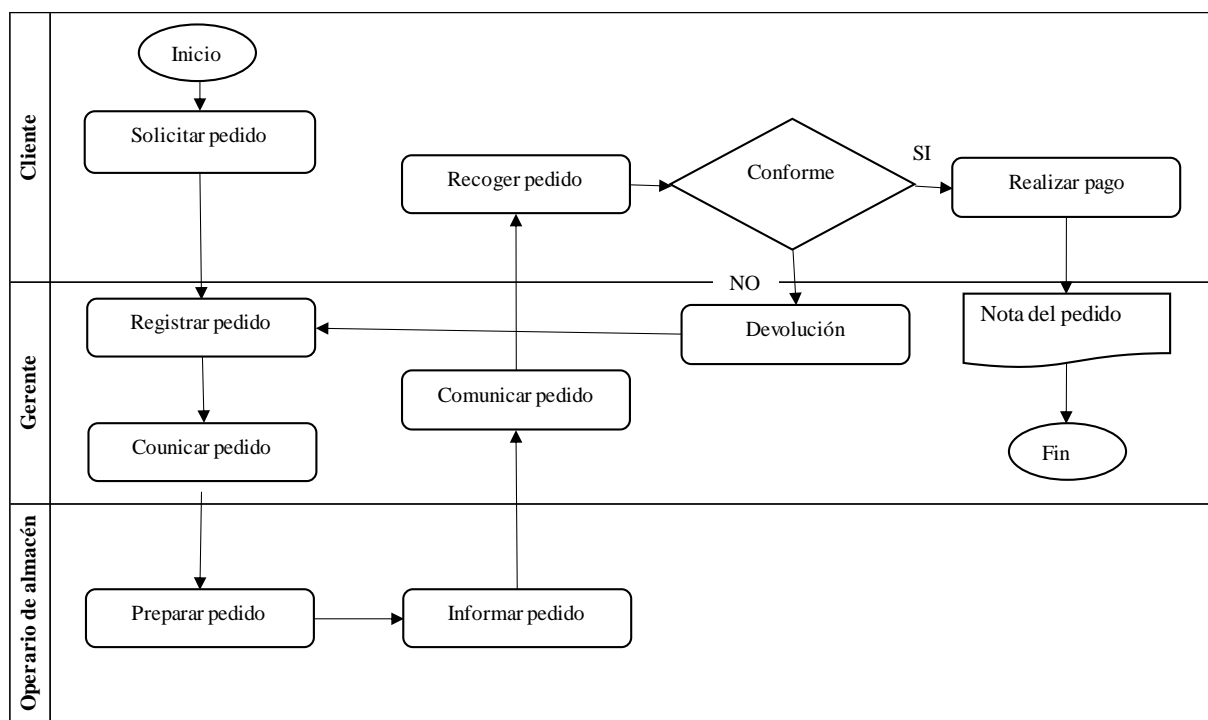 Cliente
Inicio
Solicitar pedido
Recoger pedido
Conforme
SI
Realizar pago
Gerente
NO
Registrar pedido
Devolución
Nota del pedido
Comunicar pedido
Counicar pedido
Fin
Operario de almacén
Preparar pedido
Informar pedido